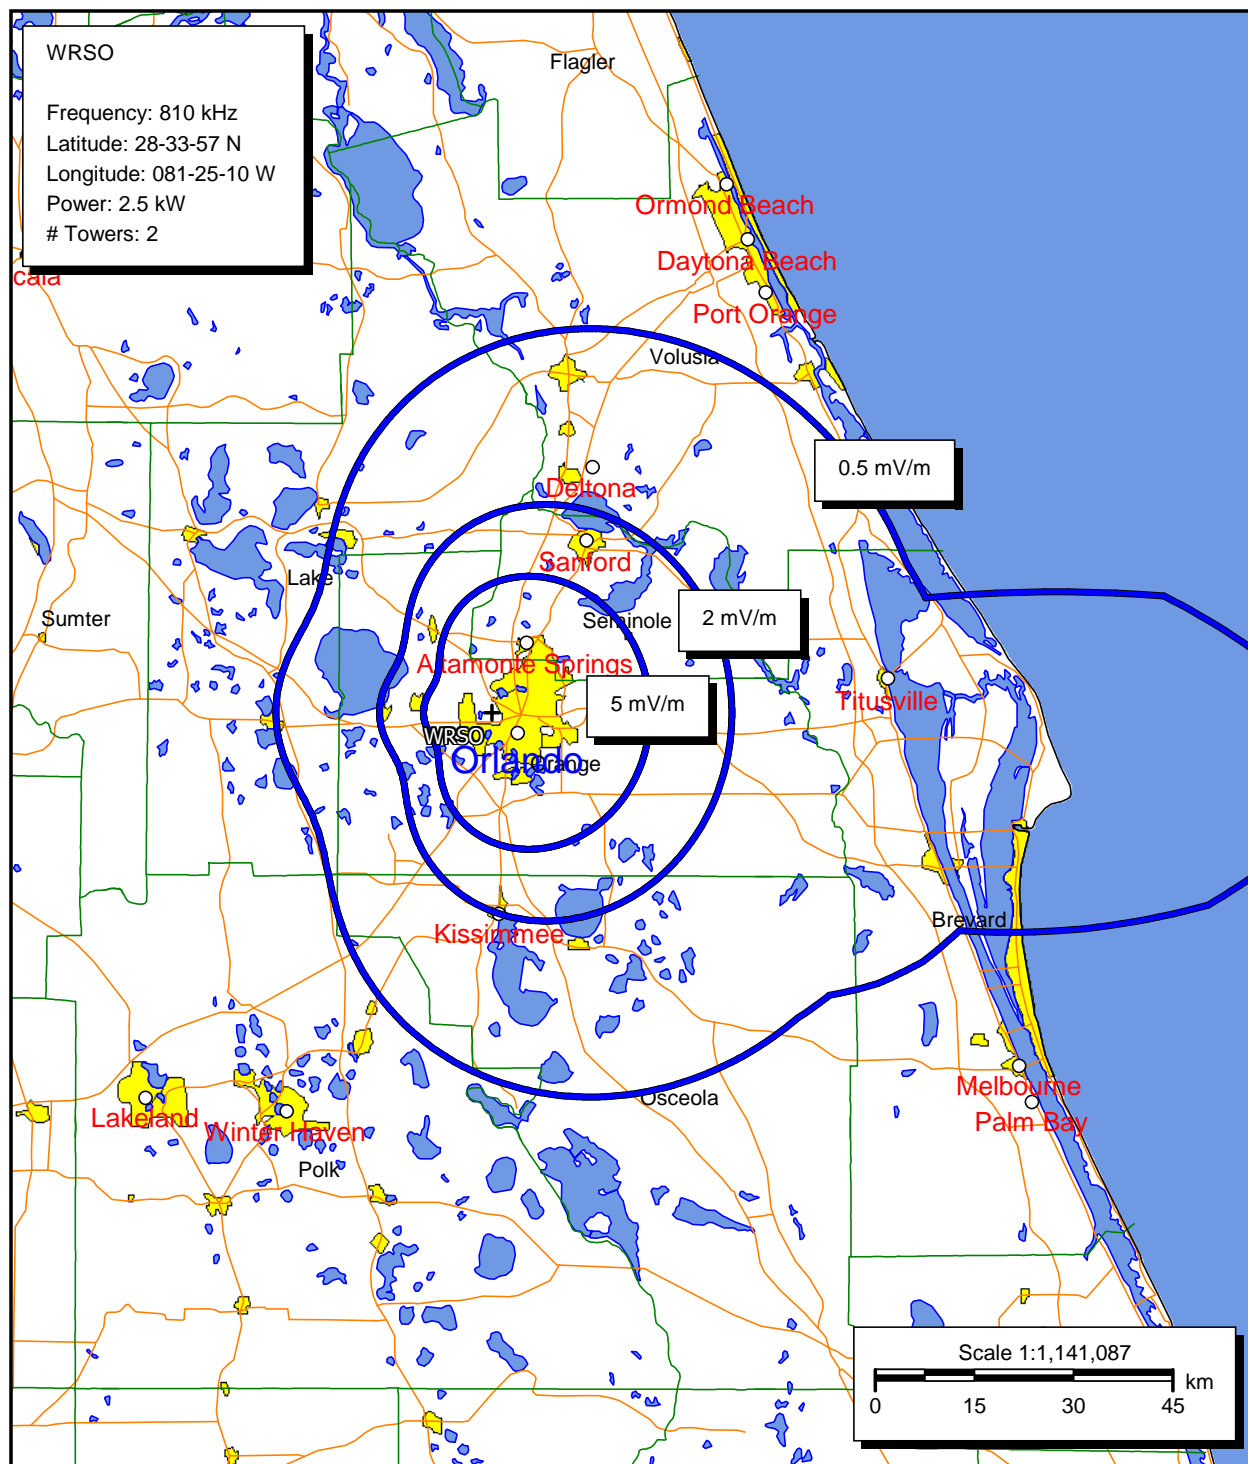 WRSO
Frequency: 810 kHz
Latitude: 28-33-57 N
Longitude: 081-25-10 W
Power: 2.5 kW
# Towers: 2
Flagler
Ormond Beach
Daytona Beach
cala
Port Orange
Volusia
0.5 mV/m
Deltona
Sanford
Lake
Sumter
2 mV/m
Seminole
Altamonte Springs
Titusville
5 mV/m
WRSO
Orlando
Orange
Brevard
Kissimmee
Melbourne
Osceola
Lakeland
Winter Haven
Palm Bay
Polk
Scale 1:1,141,087
km
0 15 30 45